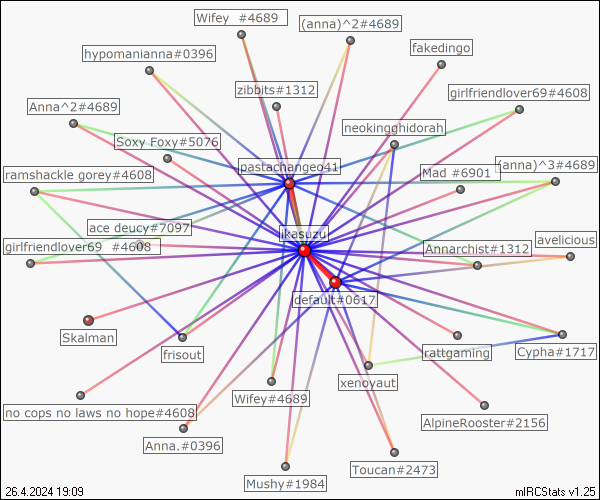 Wifey  #4689
(anna)^2#4689
fakedingo
hypomanianna#0396
zibbits#1312
girlfriendlover69#4608
Anna^2#4689
neokingghidorah
Soxy Foxy#5076
pastachangeo41
Mad #6901
(anna)^3#4689
ramshackle gorey#4608
ace deucy#7097
likasuzu
avelicious
girlfriendlover69  #4608
Annarchist#1312
default#0617
Skalman
frisout
rattgaming
Cypha#1717
xenoyaut
Wifey#4689
no cops no laws no hope#4608
AlpineRooster#2156
Anna.#0396
Toucan#2473
Mushy#1984
26.4.2024 19:09
mIRCStats v1.25